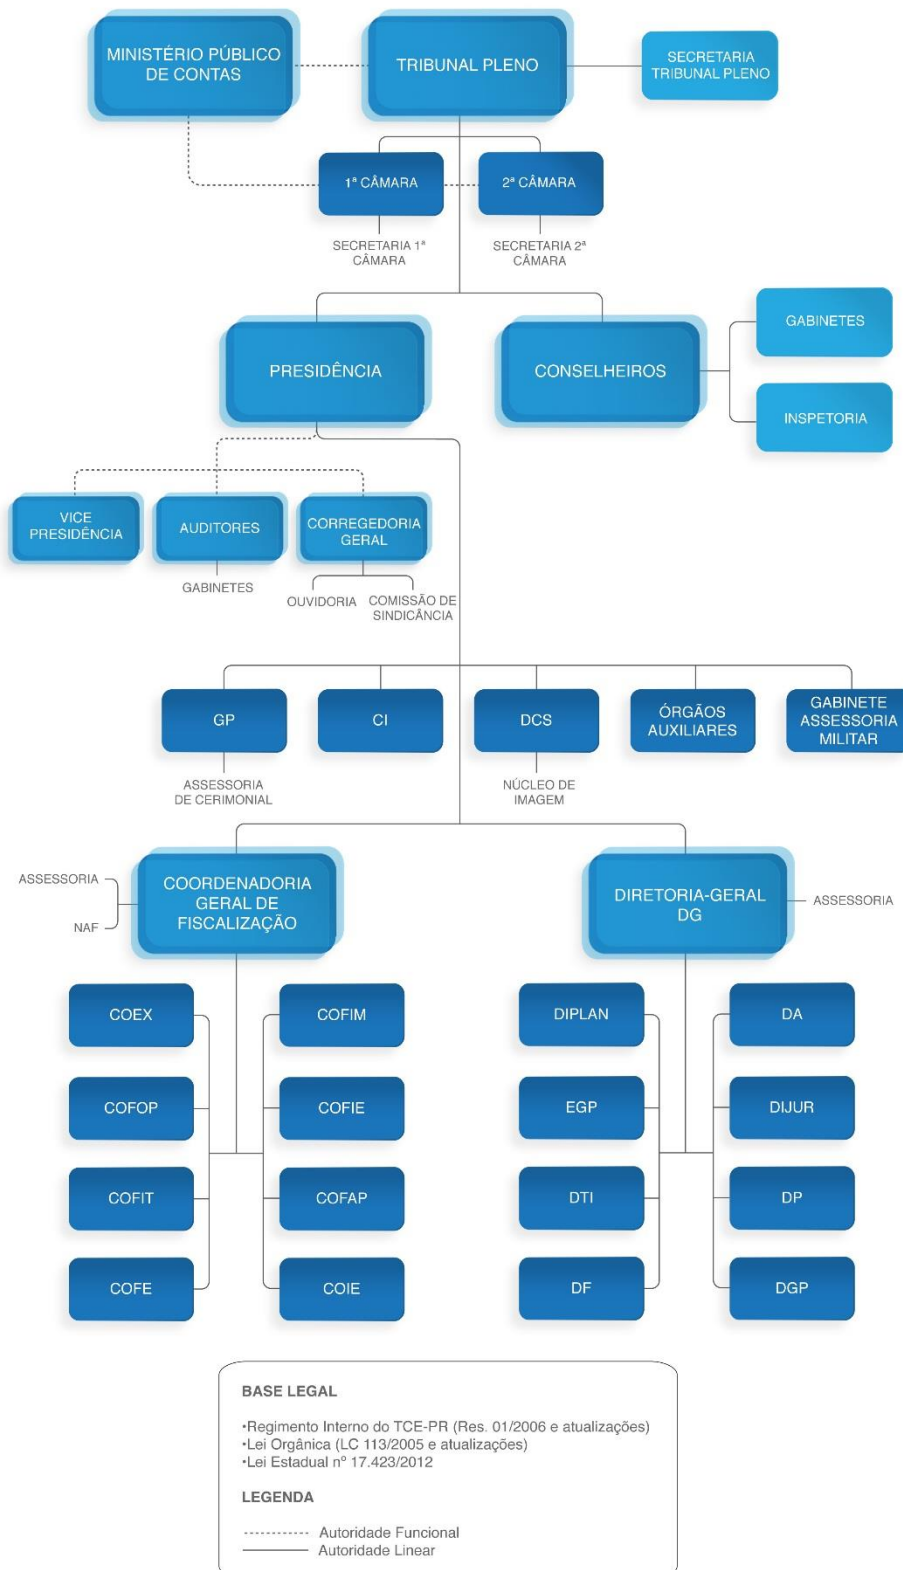 MINISTÉRIO PÚBLICO
DE CONTAS
TRIBUNAL PLENO
SECRETARIA
TRIBUNAL PLENO
1ª CÂMARA
2ª CÂMARA
SECRETARIA 1ª
CÂMARA
SECRETARIA 2ª
CÂMARA
PRESIDÊNCIA
CONSELHEIROS
GABINETES
INSPETORIA
VICE
PRESIDÊNCIA
AUDITORES
CORREGEDORIA
GERAL
GABINETES
OUVIDORIA
COMISSÃO DE
SINDICÂNCIA
GP
CI
DCS
ÓRGÃOS
AUXILIARES
GABINETE
ASSESSORIA
MILITAR
ASSESSORIA
DE CERIMONIAL
NÚCLEO DE
IMAGEM
ASSESSORIA
NAF
COORDENADORIA
GERAL DE
FISCALIZAÇÃO
DIRETORIA-GERAL
DG
ASSESSORIA
COEX
COFIM
DIPLAN
DA
COFOP
COFIE
EGP
DIJUR
COFIT
COFAP
DTI
DP
COFE
COIE
DF
DGP
BASE LEGAL
•Regimento Interno do TCE-PR (Res. 01/2006 e atualizações)
•Lei Orgânica (LC 113/2005 e atualizações)
•Lei Estadual nº 17.423/2012
LEGENDA
Autoridade Funcional
Autoridade Linear